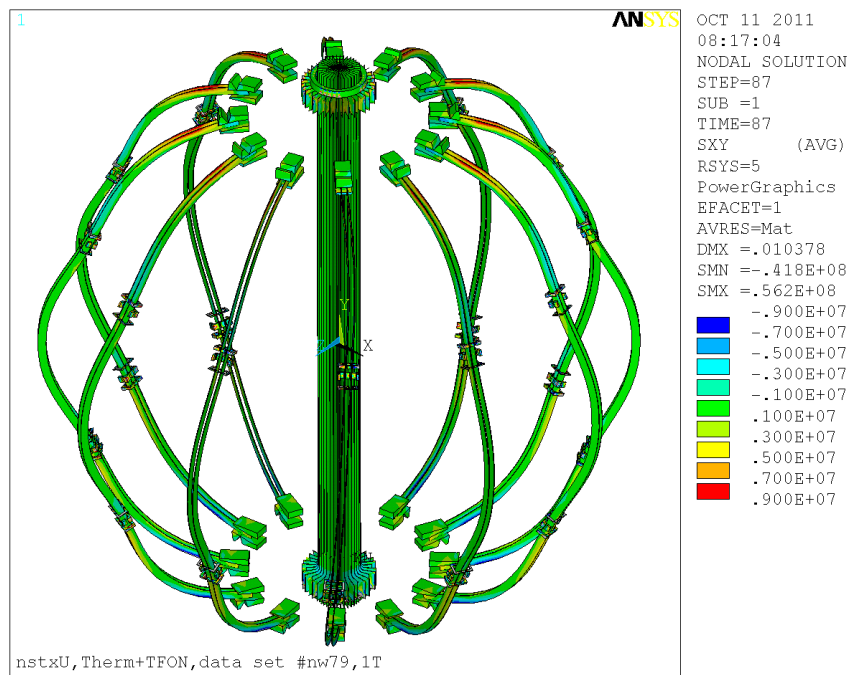 1
ANSYS
OCT 11 2011
08:17:04
NODAL SOLUTION
STEP=87
SUB =1
TIME=87
SXY (AVG)
RSYS=5
PowerGraphics
EFACET=1
AVRES=Mat
DMX =.010378
SMN =-.418E+08
SMX =.562E+08
-.900E+07
-.700E+07
-.500E+07
-.300E+07
-.100E+07
.100E+07
.300E+07
.500E+07
.700E+07
.900E+07
Y
X
nstxU,Therm+TFON,data set #nw79,1T